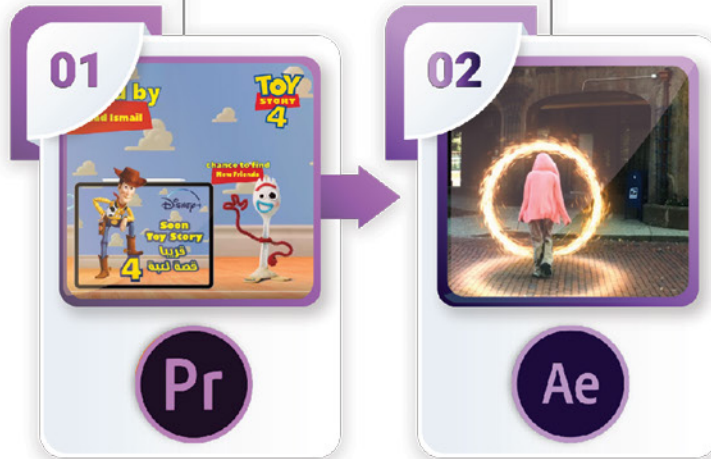 01
d by
d Ismail
TOY
STORY
4
chance to find
New Friends
Disney+
Soon
Toy Story
4
قريباً
قصة لعبة
Pr
02
Ae